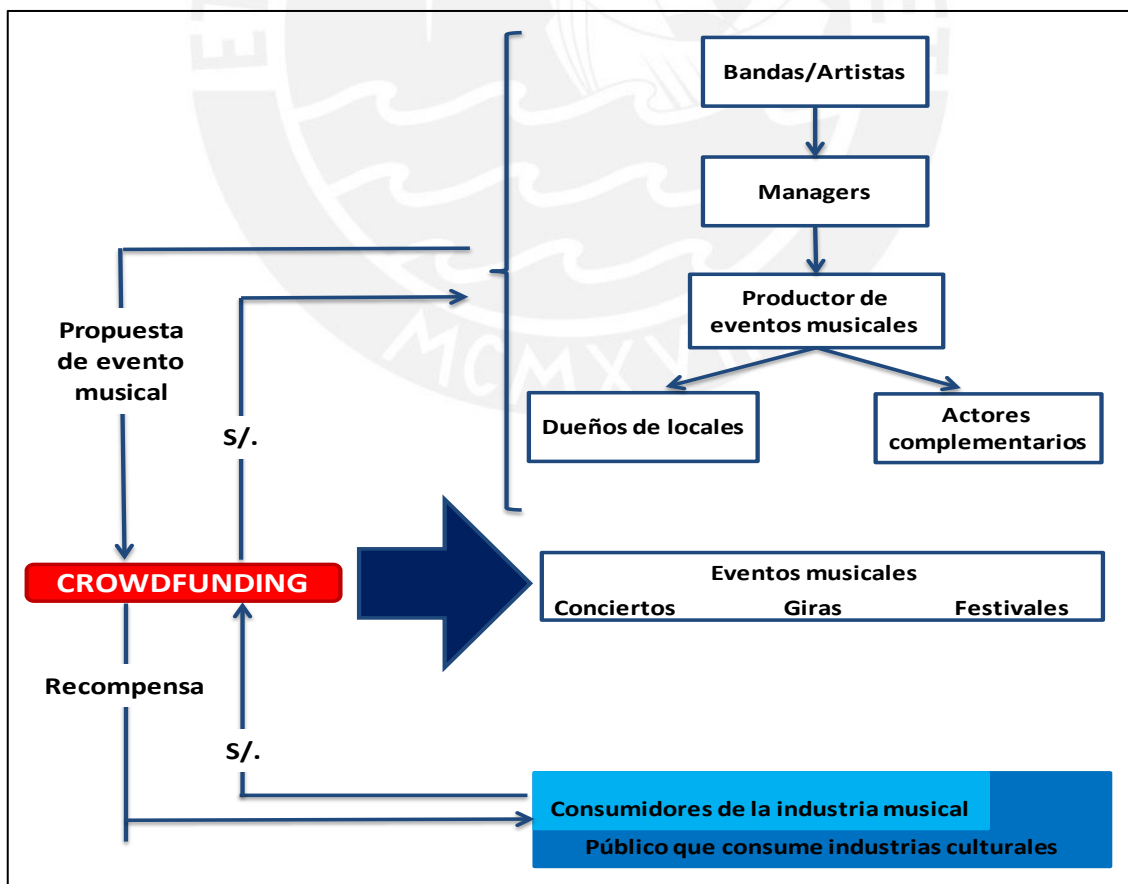 Bandas/Artistas
Managers
Productor de
eventos musicales
Dueños de locales
Actores
complementarios
Propuesta
de evento
musical
S/.
CROWDFUNDING
Eventos musicales
Conciertos Giras Festivales
Recompensa
S/.
Consumidores de la industria musical
Público que consume industrias culturales